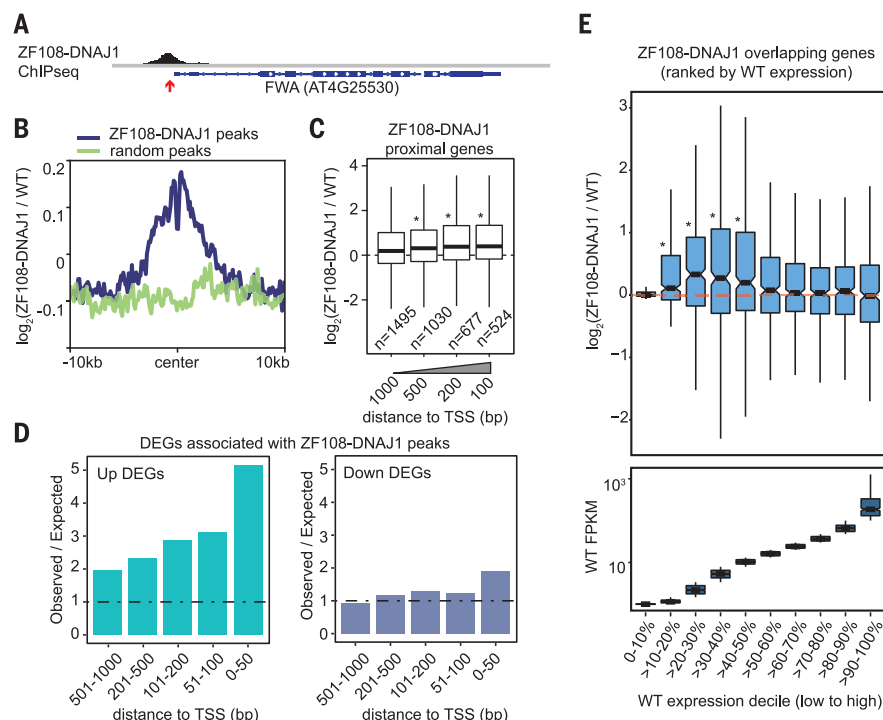 A
ZF108-DNAJ1
ChIPseq
FWA (AT4G25530)
B
ZF108-DNAJ1 peaks
random peaks
log2(ZF108-DNAJ1 / WT)
0.2
0.1
0
-0.1
-10kb
center
10kb
C
ZF108-DNAJ1
proximal genes
log2(ZF108-DNAJ1 / WT)
4
2
0
-2
* * *
n=1495
n=1030
n=677
n=524
1000
500
200
100
distance to TSS (bp)
D
DEGs associated with ZF108-DNAJ1 peaks
Up DEGs
Observed / Expected
5
4
3
2
1
0
501-1000
201-500
101-200
51-100
0-50
distance to TSS (bp)
Down DEGs
Observed / Expected
5
4
3
2
1
0
501-1000
201-500
101-200
51-100
0-50
distance to TSS (bp)
E
ZF108-DNAJ1 overlapping genes
(ranked by WT expression)
log2(ZF108-DNAJ1 / WT)
3
2
1
0
-1
-2
* * * *
WT FPKM
10³
10
0-10%
>10-20%
>20-30%
>30-40%
>40-50%
>50-60%
>60-70%
>70-80%
>80-90%
>90-100%
WT expression decile (low to high)